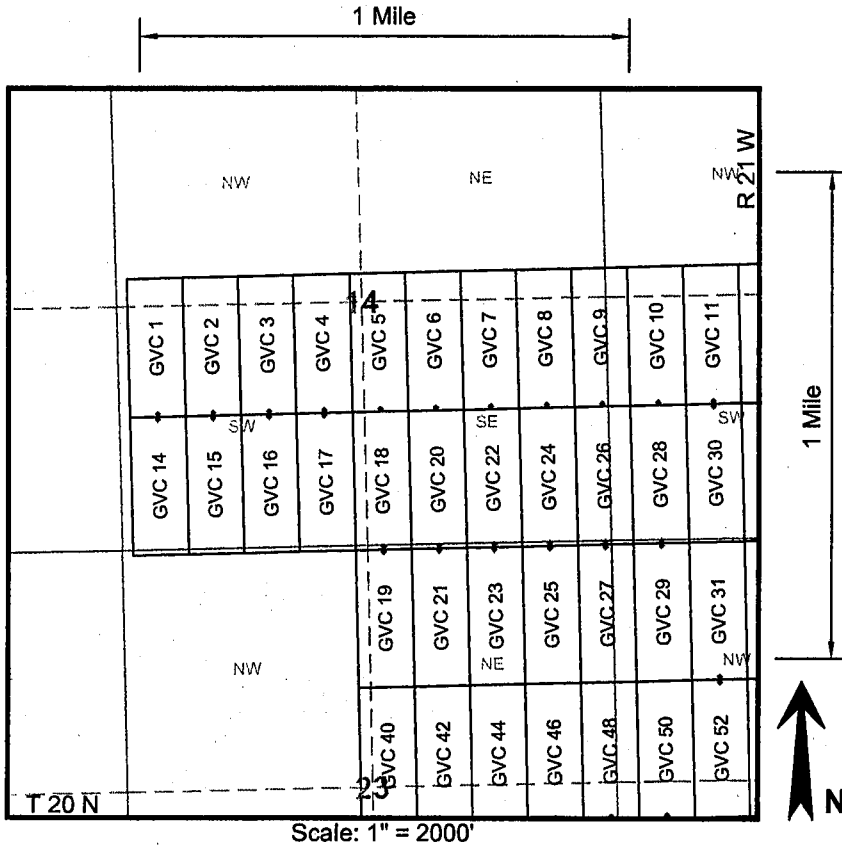 1 Mile
R 21 W
NW NE NW
14
GVC 1 GVC 2 GVC 3 GVC 4 GVC 5 GVC 6 GVC 7 GVC 8 GVC 9 GVC 10 GVC 11
1 Mile
SW SE SW
GVC 14 GVC 15 GVC 16 GVC 17 GVC 18 GVC 20 GVC 22 GVC 24 GVC 26 GVC 28 GVC 30
GVC 19 GVC 21 GVC 23 GVC 25 GVC 27 GVC 29 GVC 31
NW NE NW
GVC 40 GVC 42 GVC 44 GVC 46 GVC 48 GVC 50 GVC 52
23
T 20 N
N
Scale: 1" = 2000'